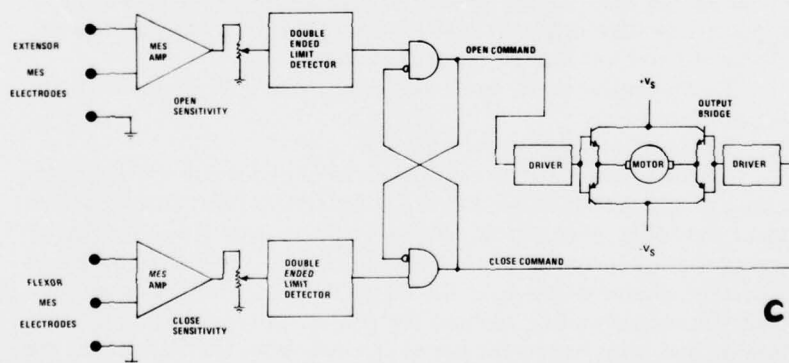 EXTENSOR
MES
ELECTRODES
MES
AMP
OPEN
SENSITIVITY
DOUBLE
ENDED
LIMIT
DETECTOR
OPEN COMMAND
+VS
OUTPUT
BRIDGE
DRIVER
MOTOR
DRIVER
-VS
FLEXOR
MES
ELECTRODES
MES
AMP
CLOSE
SENSITIVITY
DOUBLE
ENDED
LIMIT
DETECTOR
CLOSE COMMAND
C